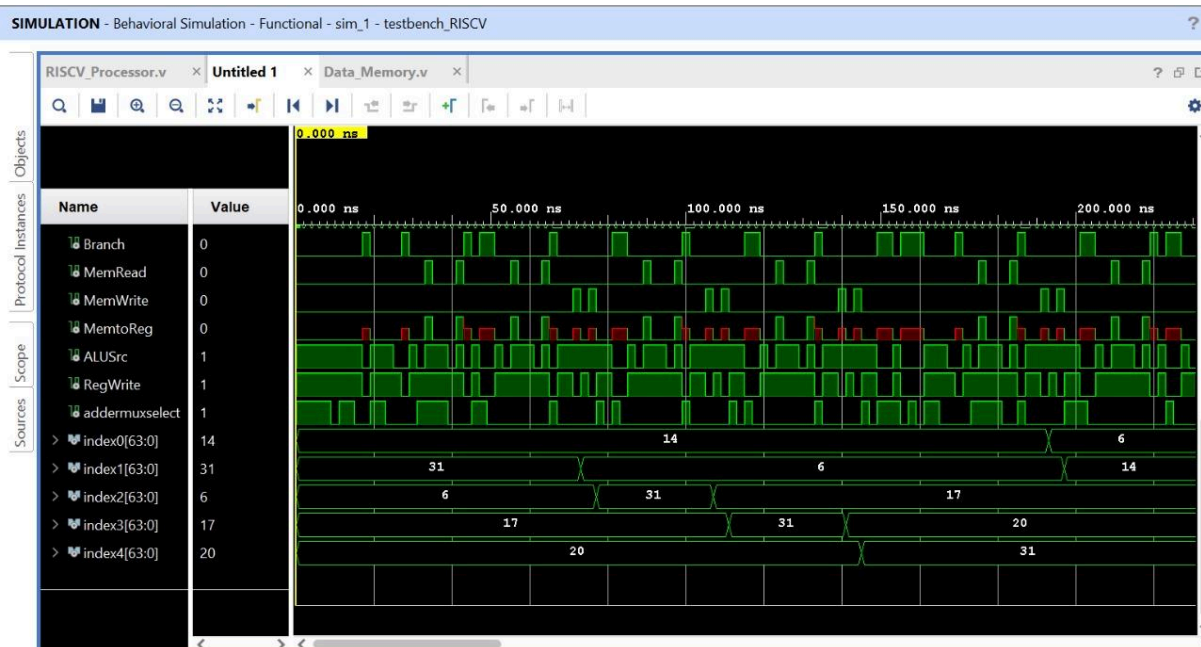 SIMULATION - Behavioral Simulation - Functional - sim_1 - testbench_RISCV ?
RISCV_Processor.v × Untitled 1 × Data_Memory.v × ?
0.000 ns
Name Value 0.000 ns 50.000 ns 100.000 ns 150.000 ns 200.000 ns
Branch 0
MemRead 0
MemWrite 0
MemtoReg 0
ALUSrc 1
RegWrite 1
addermuxselect 1
index0[63:0] 14 14 6
index1[63:0] 31 31 6 14
index2[63:0] 6 6 31 17
index3[63:0] 17 17 31 20
index4[63:0] 20 20 31
Objects
Protocol Instances
Scope
Sources